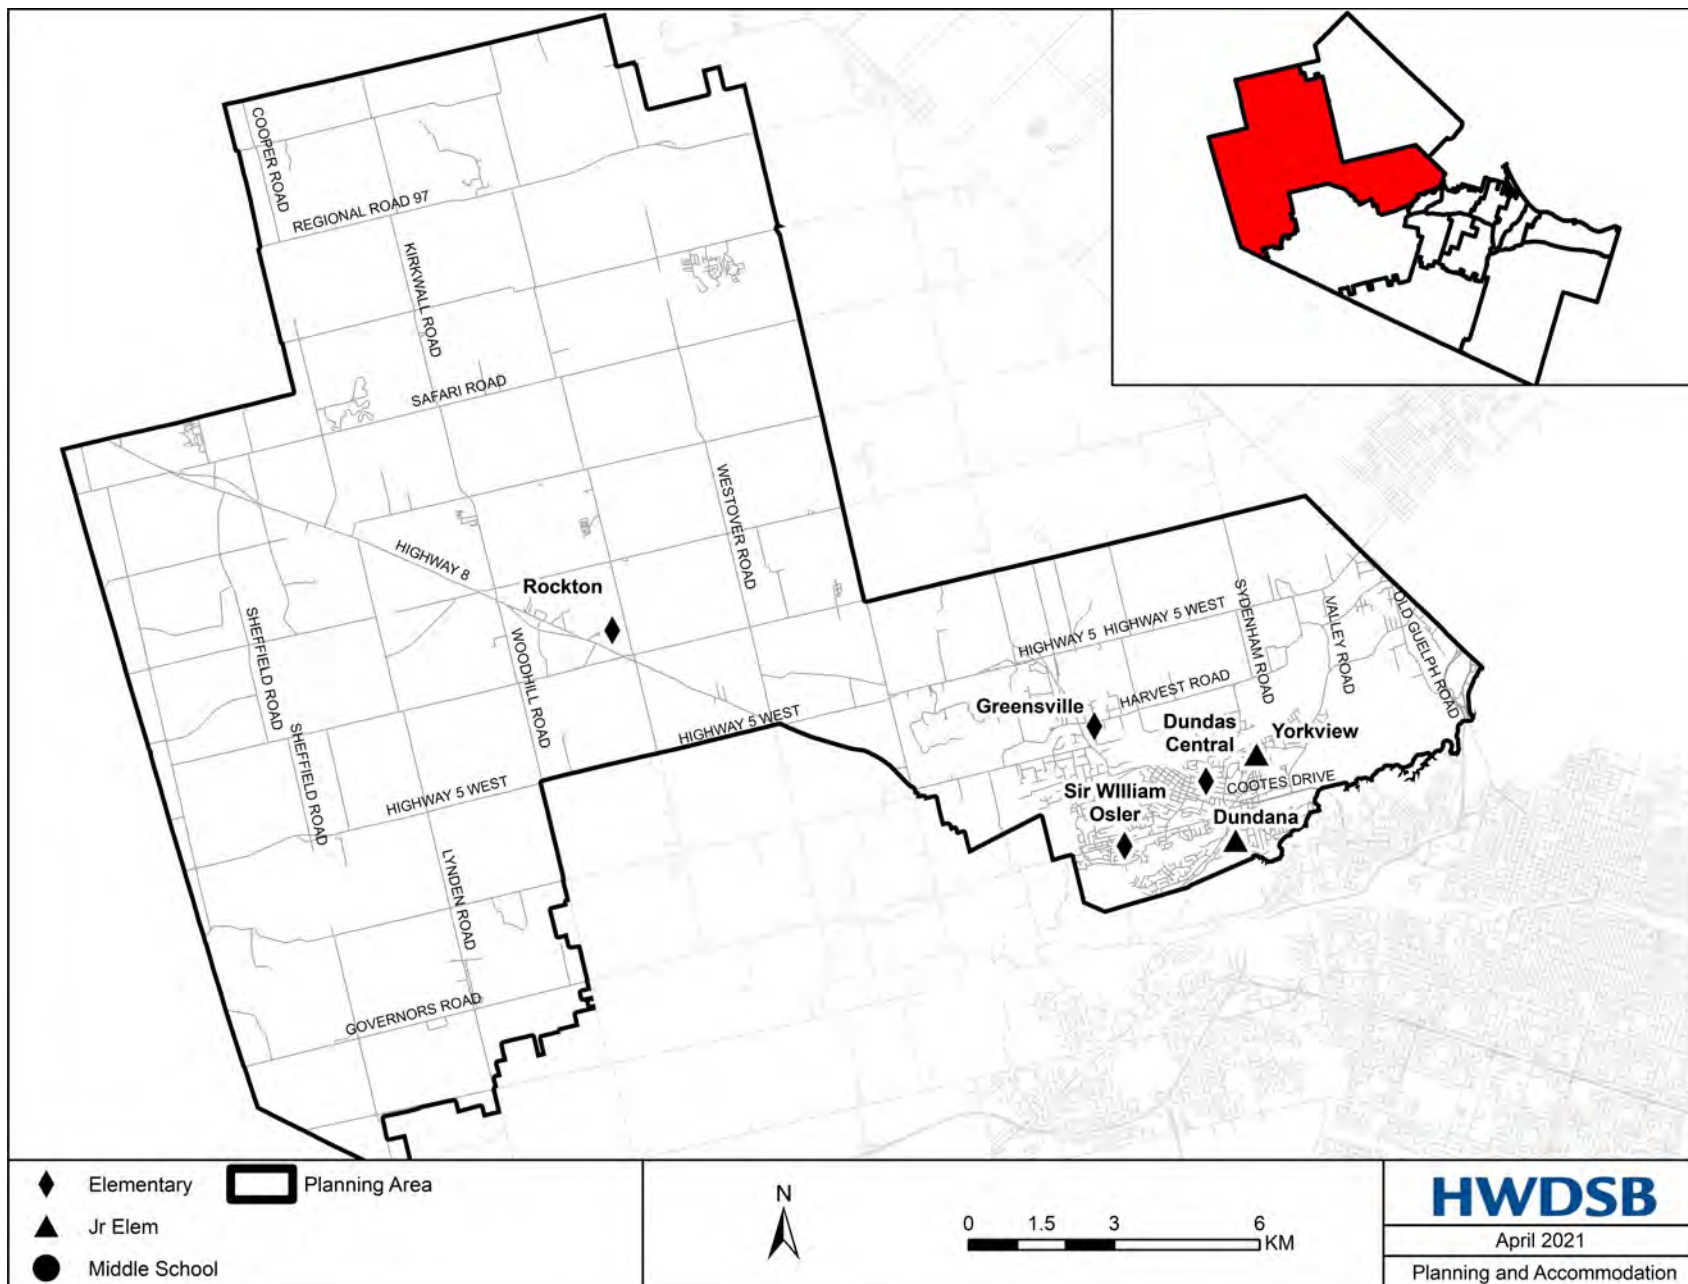 COOPER ROAD
REGIONAL ROAD 97
KIRKWALL ROAD
SAFARI ROAD
WESTOVER ROAD
HIGHWAY 8
Rockton
SHEFFIELD ROAD
WOODHILL ROAD
SHEFFIELD ROAD
HIGHWAY 5 WEST
HIGHWAY 5 WEST
LYNDEN ROAD
GOVERNORS ROAD
HIGHWAY 5
HIGHWAY 5 WEST
SYDENHAM ROAD
VALLEY ROAD
OLD GUELPH ROAD
HARVEST ROAD
Greensville
Dundas
Central
Yorkview
COOTES DRIVE
Sir WIlliam
Osler
Dundana
Elementary
Planning Area
Jr Elem
Middle School
N
0 1.5 3 6
KM
HWDSB
April 2021
Planning and Accommodation